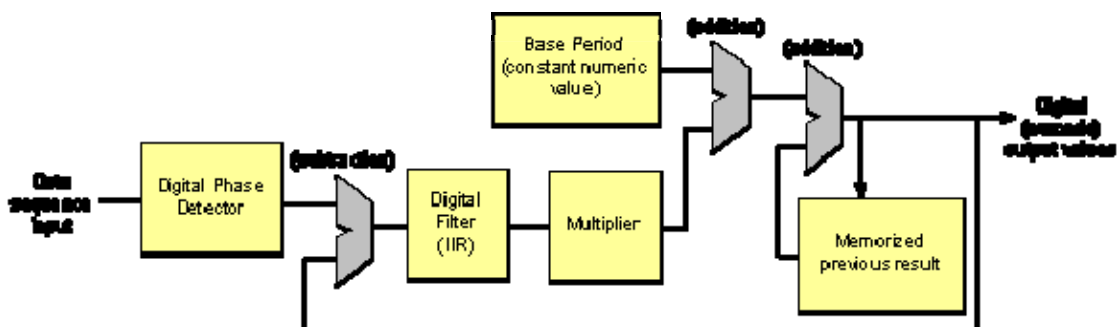 Base Period
(constant numeric
value)
(addition)
(addition)
Digital
output values
(subtraction)
Data
sequence
input
Digital Phase
Detector
Digital
Filter
(IIR)
Multiplier
Memorized
previous result